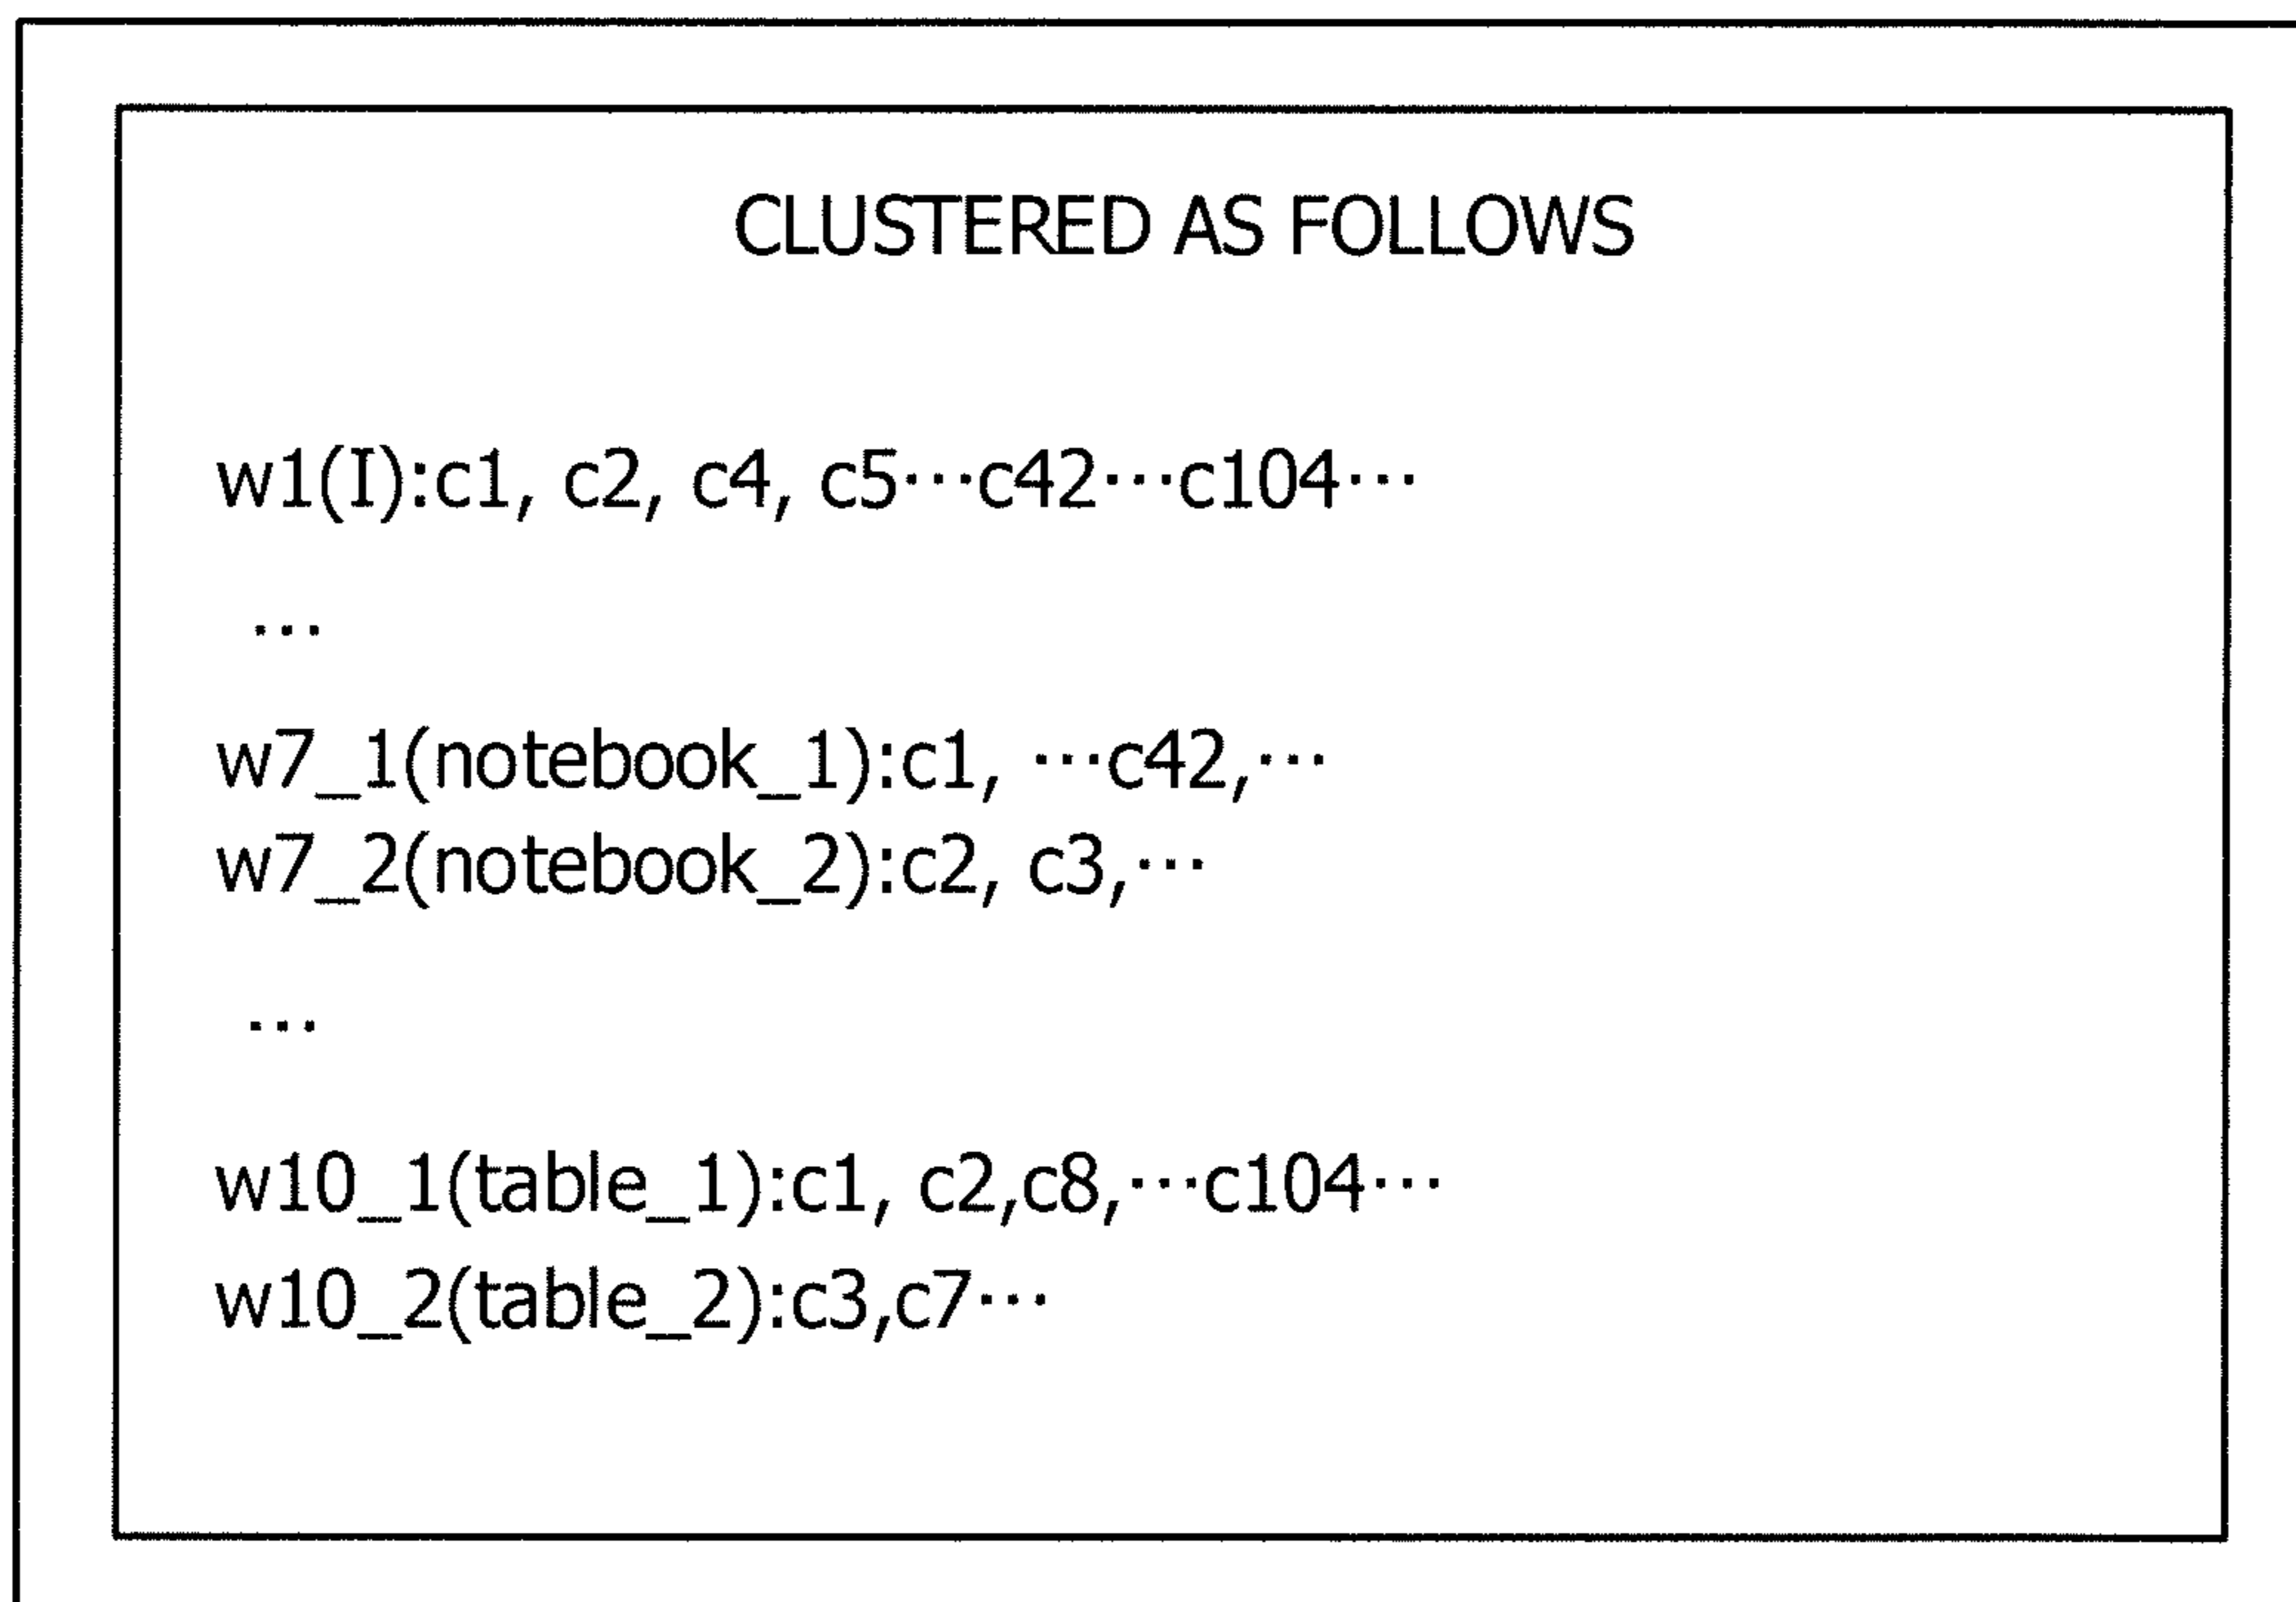 CLUSTERED AS FOLLOWS
w1(I):c1, c2, c4, c5···c42···c104···
···
w7_1(notebook_1):c1, ···c42,···
w7_2(notebook_2):c2, c3,···
···
w10_1(table_1):c1, c2,c8,···c104···
w10_2(table_2):c3,c7···